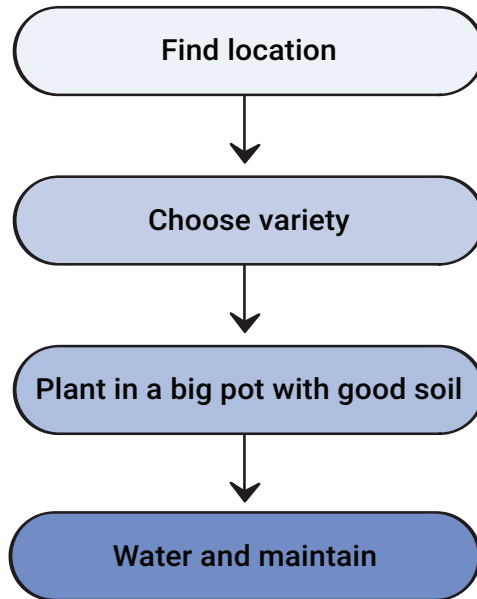 Find location
Choose variety
Plant in a big pot with good soil
Water and maintain